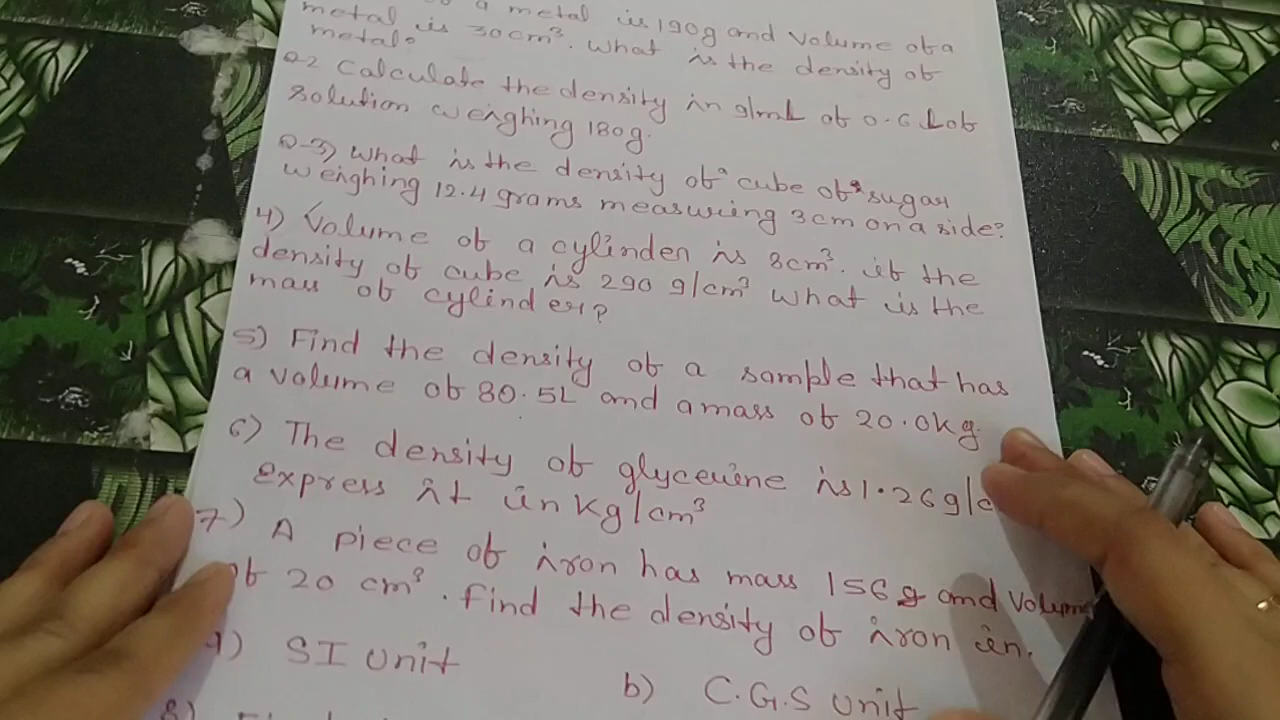 a metal is 190g and volume of a
metal is 30cm³. What is the density of
metal.
Q-2 Calculate the density in g/mL of 0.6 L of
solution weighing 180g.
Q-3) What is the density of a cube of sugar
weighing 12.4 grams measuring 3cm on a side?
4) Volume of a cylinder is 8cm³. if the
density of cube is 290 g/cm³ what is the
mass of cylinder?
5) Find the density of a sample that has
a volume of 80.5L and a mass of 20.0kg.
6) The density of glycerine is 1.26g/c
express it in Kg/cm³
7) A piece of iron has mass 156g and Volume
of 20 cm³. find the density of iron in.
a) SI Unit
b) C.G.S Unit
8)